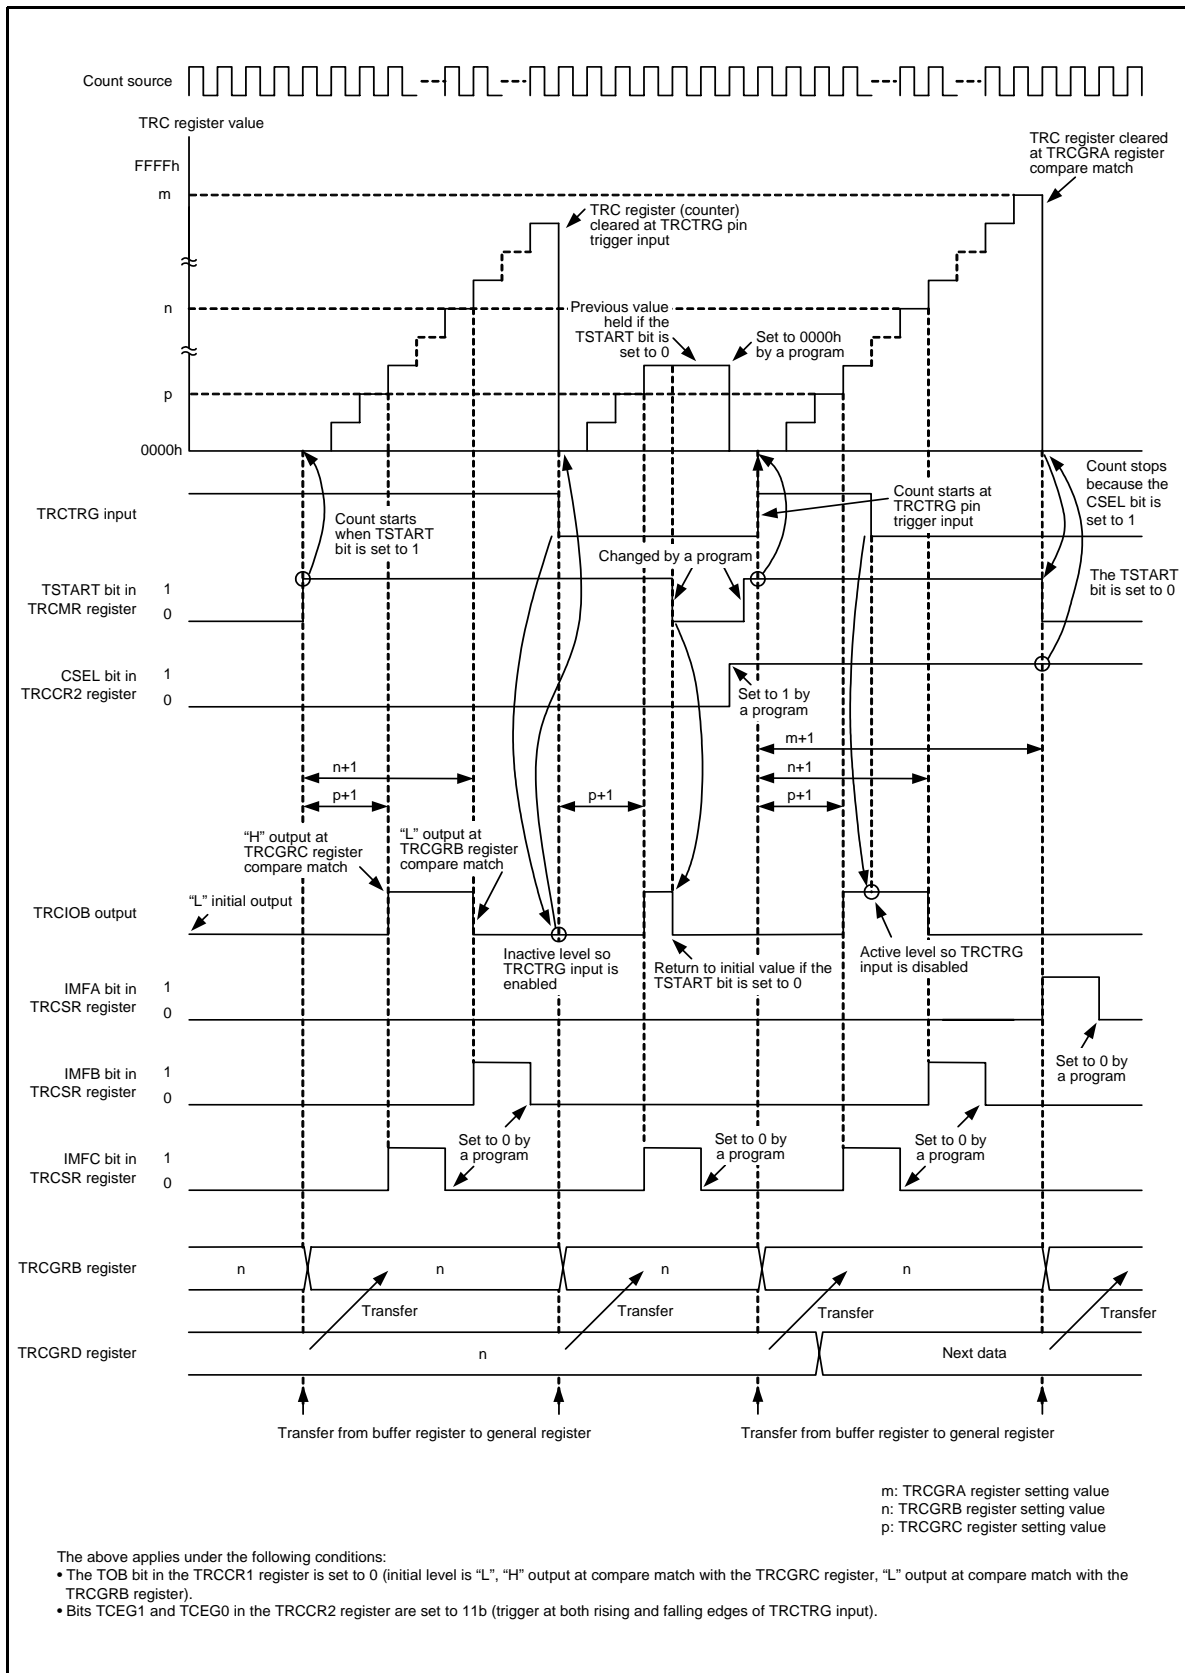 Count source
TRC register value
FFFFh
m
n
p
0000h
TRC register cleared
at TRCGRA register
compare match
TRC register (counter)
cleared at TRCTRG pin
trigger input
Previous value
held if the
TSTART bit is
set to 0
Set to 0000h
by a program
TRCTRG input
Count starts
when TSTART
bit is set to 1
Count starts at
TRCTRG pin
trigger input
Count stops
because the
CSEL bit is
set to 1
Changed by a program
TSTART bit in
TRCMR register
1
0
The TSTART
bit is set to 0
CSEL bit in
TRCCR2 register
1
0
Set to 1 by
a program
m+1
n+1
n+1
p+1
p+1
p+1
“H” output at
TRCGRC register
compare match
“L” output at
TRCGRB register
compare match
“L” initial output
TRCIOB output
Inactive level so
TRCTRG input is
enabled
Return to initial value if the
TSTART bit is set to 0
Active level so TRCTRG
input is disabled
IMFA bit in
TRCSR register
1
0
Set to 0 by
a program
IMFB bit in
TRCSR register
1
0
Set to 0 by
a program
Set to 0 by
a program
Set to 0 by
a program
IMFC bit in
TRCSR register
1
0
TRCGRB register
n
n
n
n
Transfer
Transfer
Transfer
Transfer
TRCGRD register
n
Next data
Transfer from buffer register to general register
Transfer from buffer register to general register
m: TRCGRA register setting value
n: TRCGRB register setting value
p: TRCGRC register setting value
The above applies under the following conditions:
• The TOB bit in the TRCCR1 register is set to 0 (initial level is “L”, “H” output at compare match with the TRCGRC register, “L” output at compare match with the
TRCGRB register).
• Bits TCEG1 and TCEG0 in the TRCCR2 register are set to 11b (trigger at both rising and falling edges of TRCTRG input).